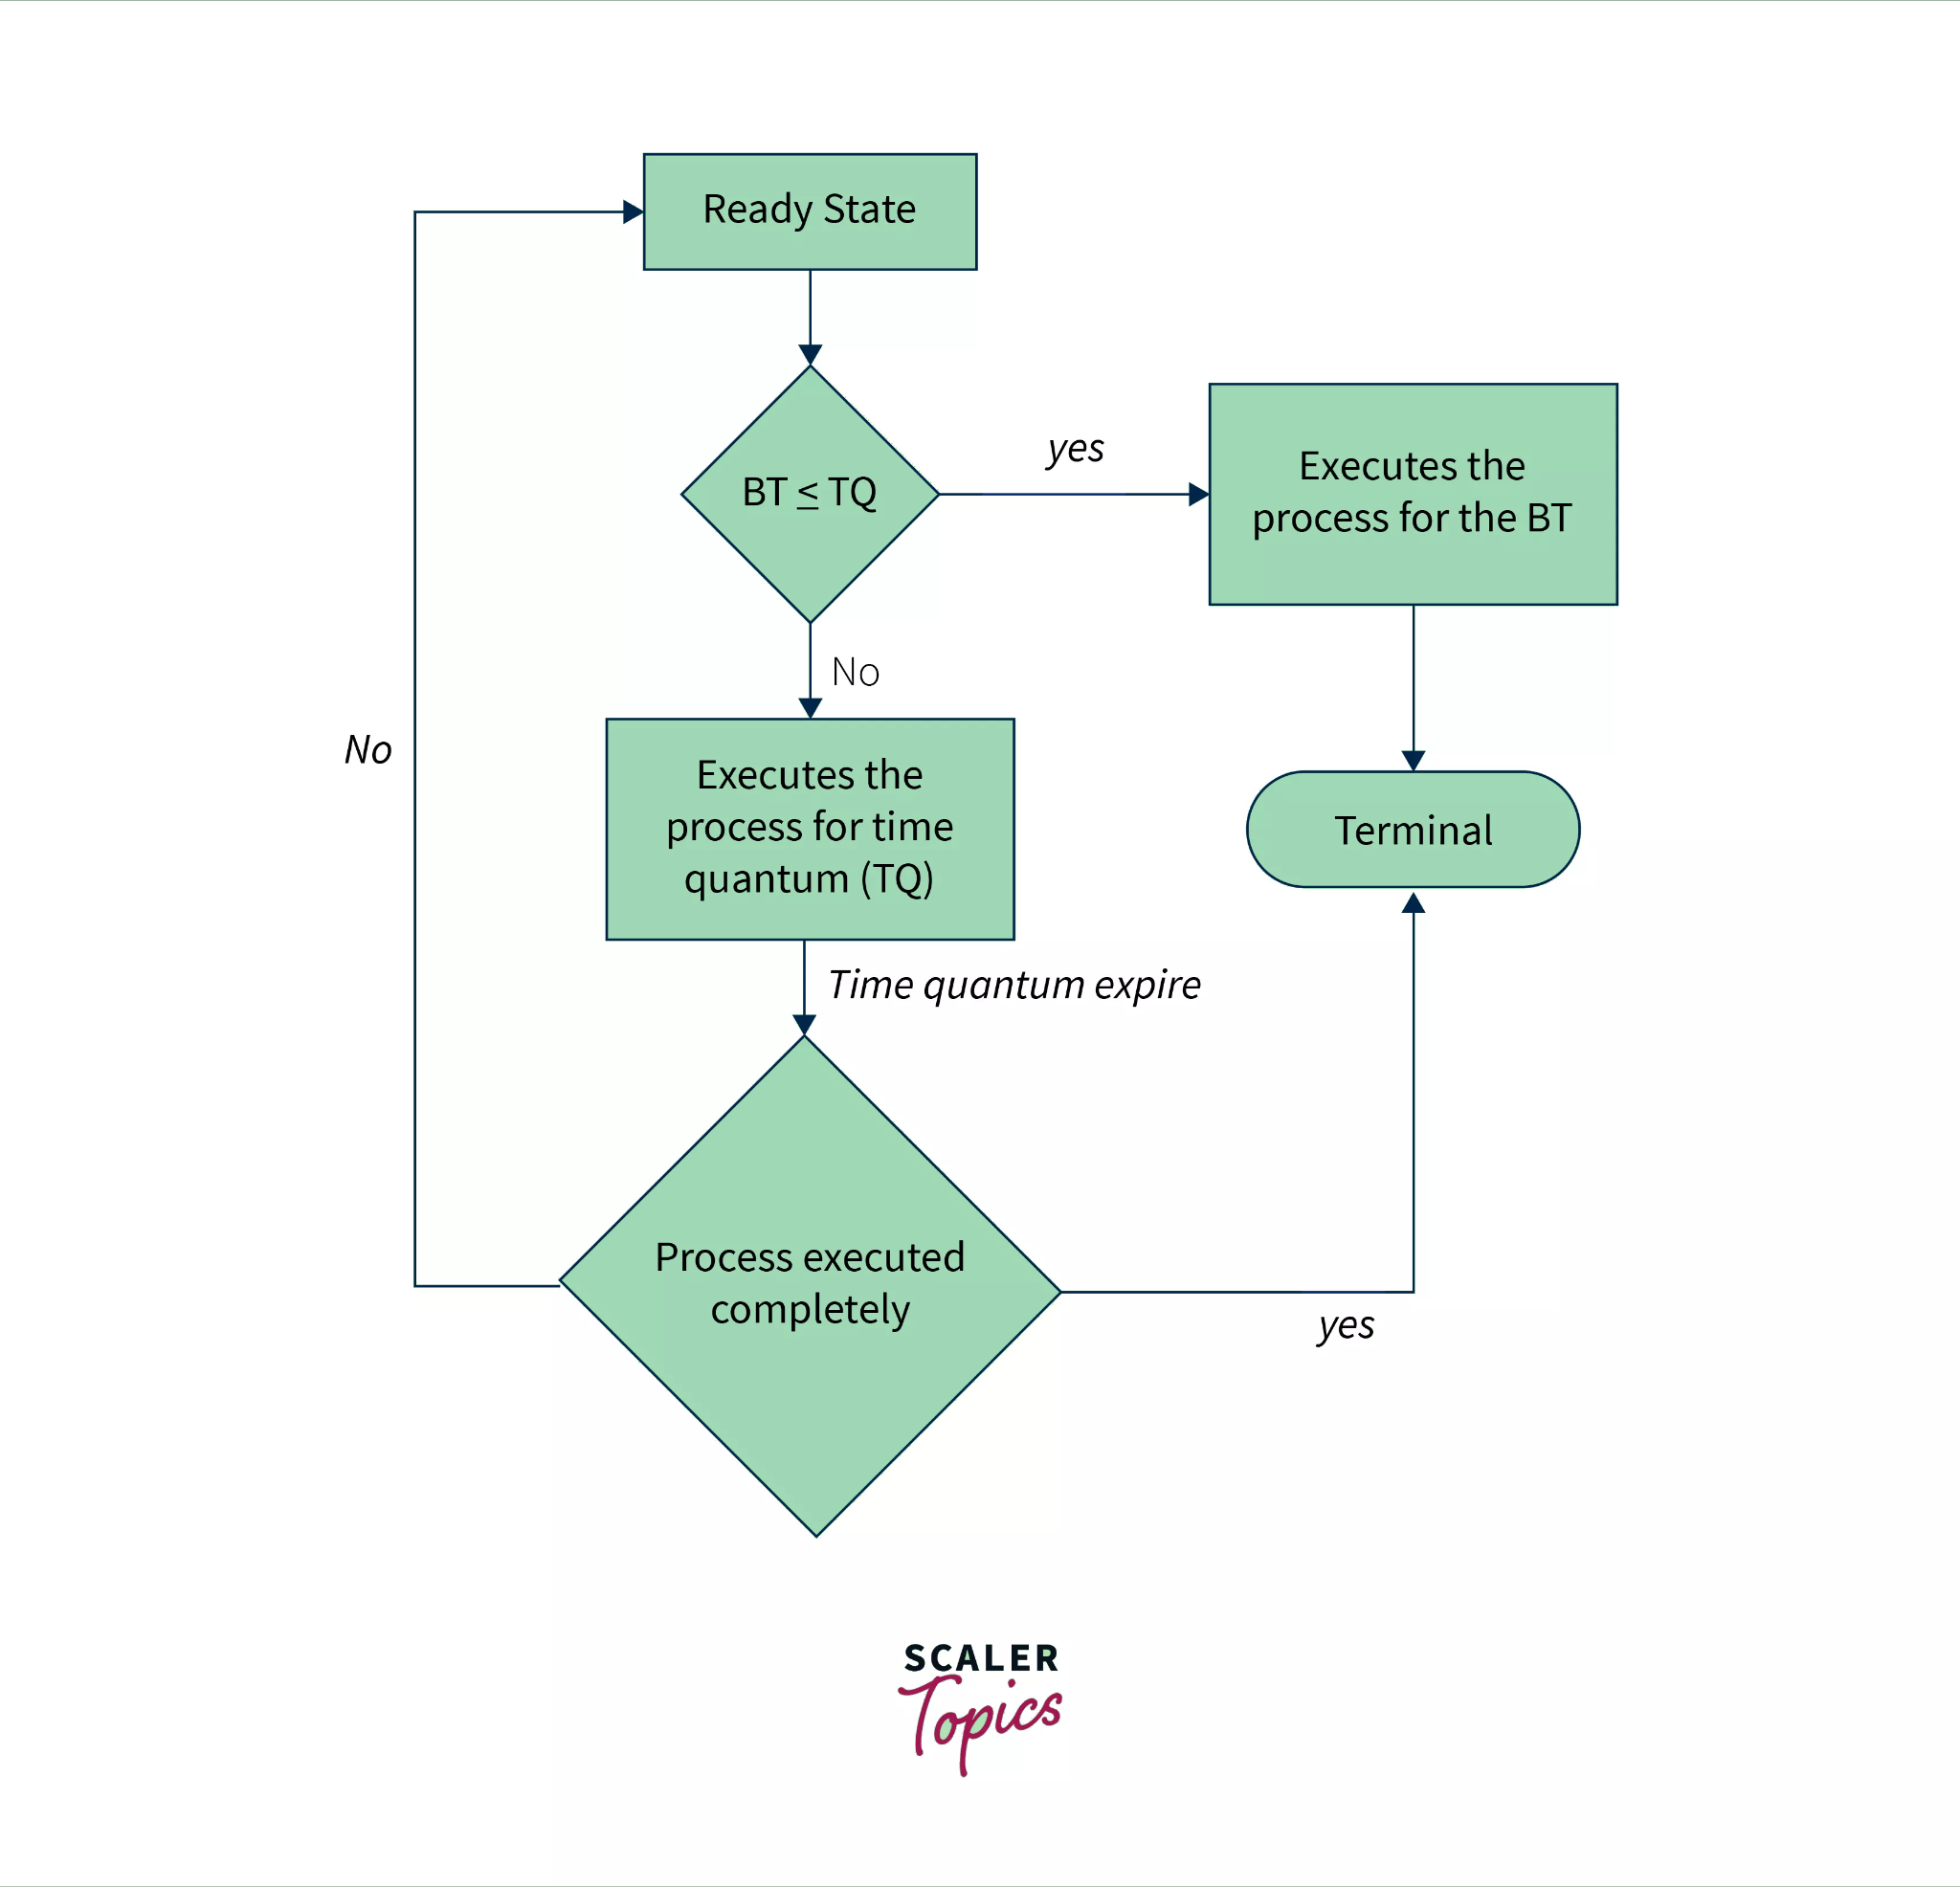 Ready State
BT ≤ TQ
yes
Executes the
process for the BT
No
No
Executes the
process for time
quantum (TQ)
Terminal
Time quantum expire
Process executed
completely
yes
SCALER
Topics